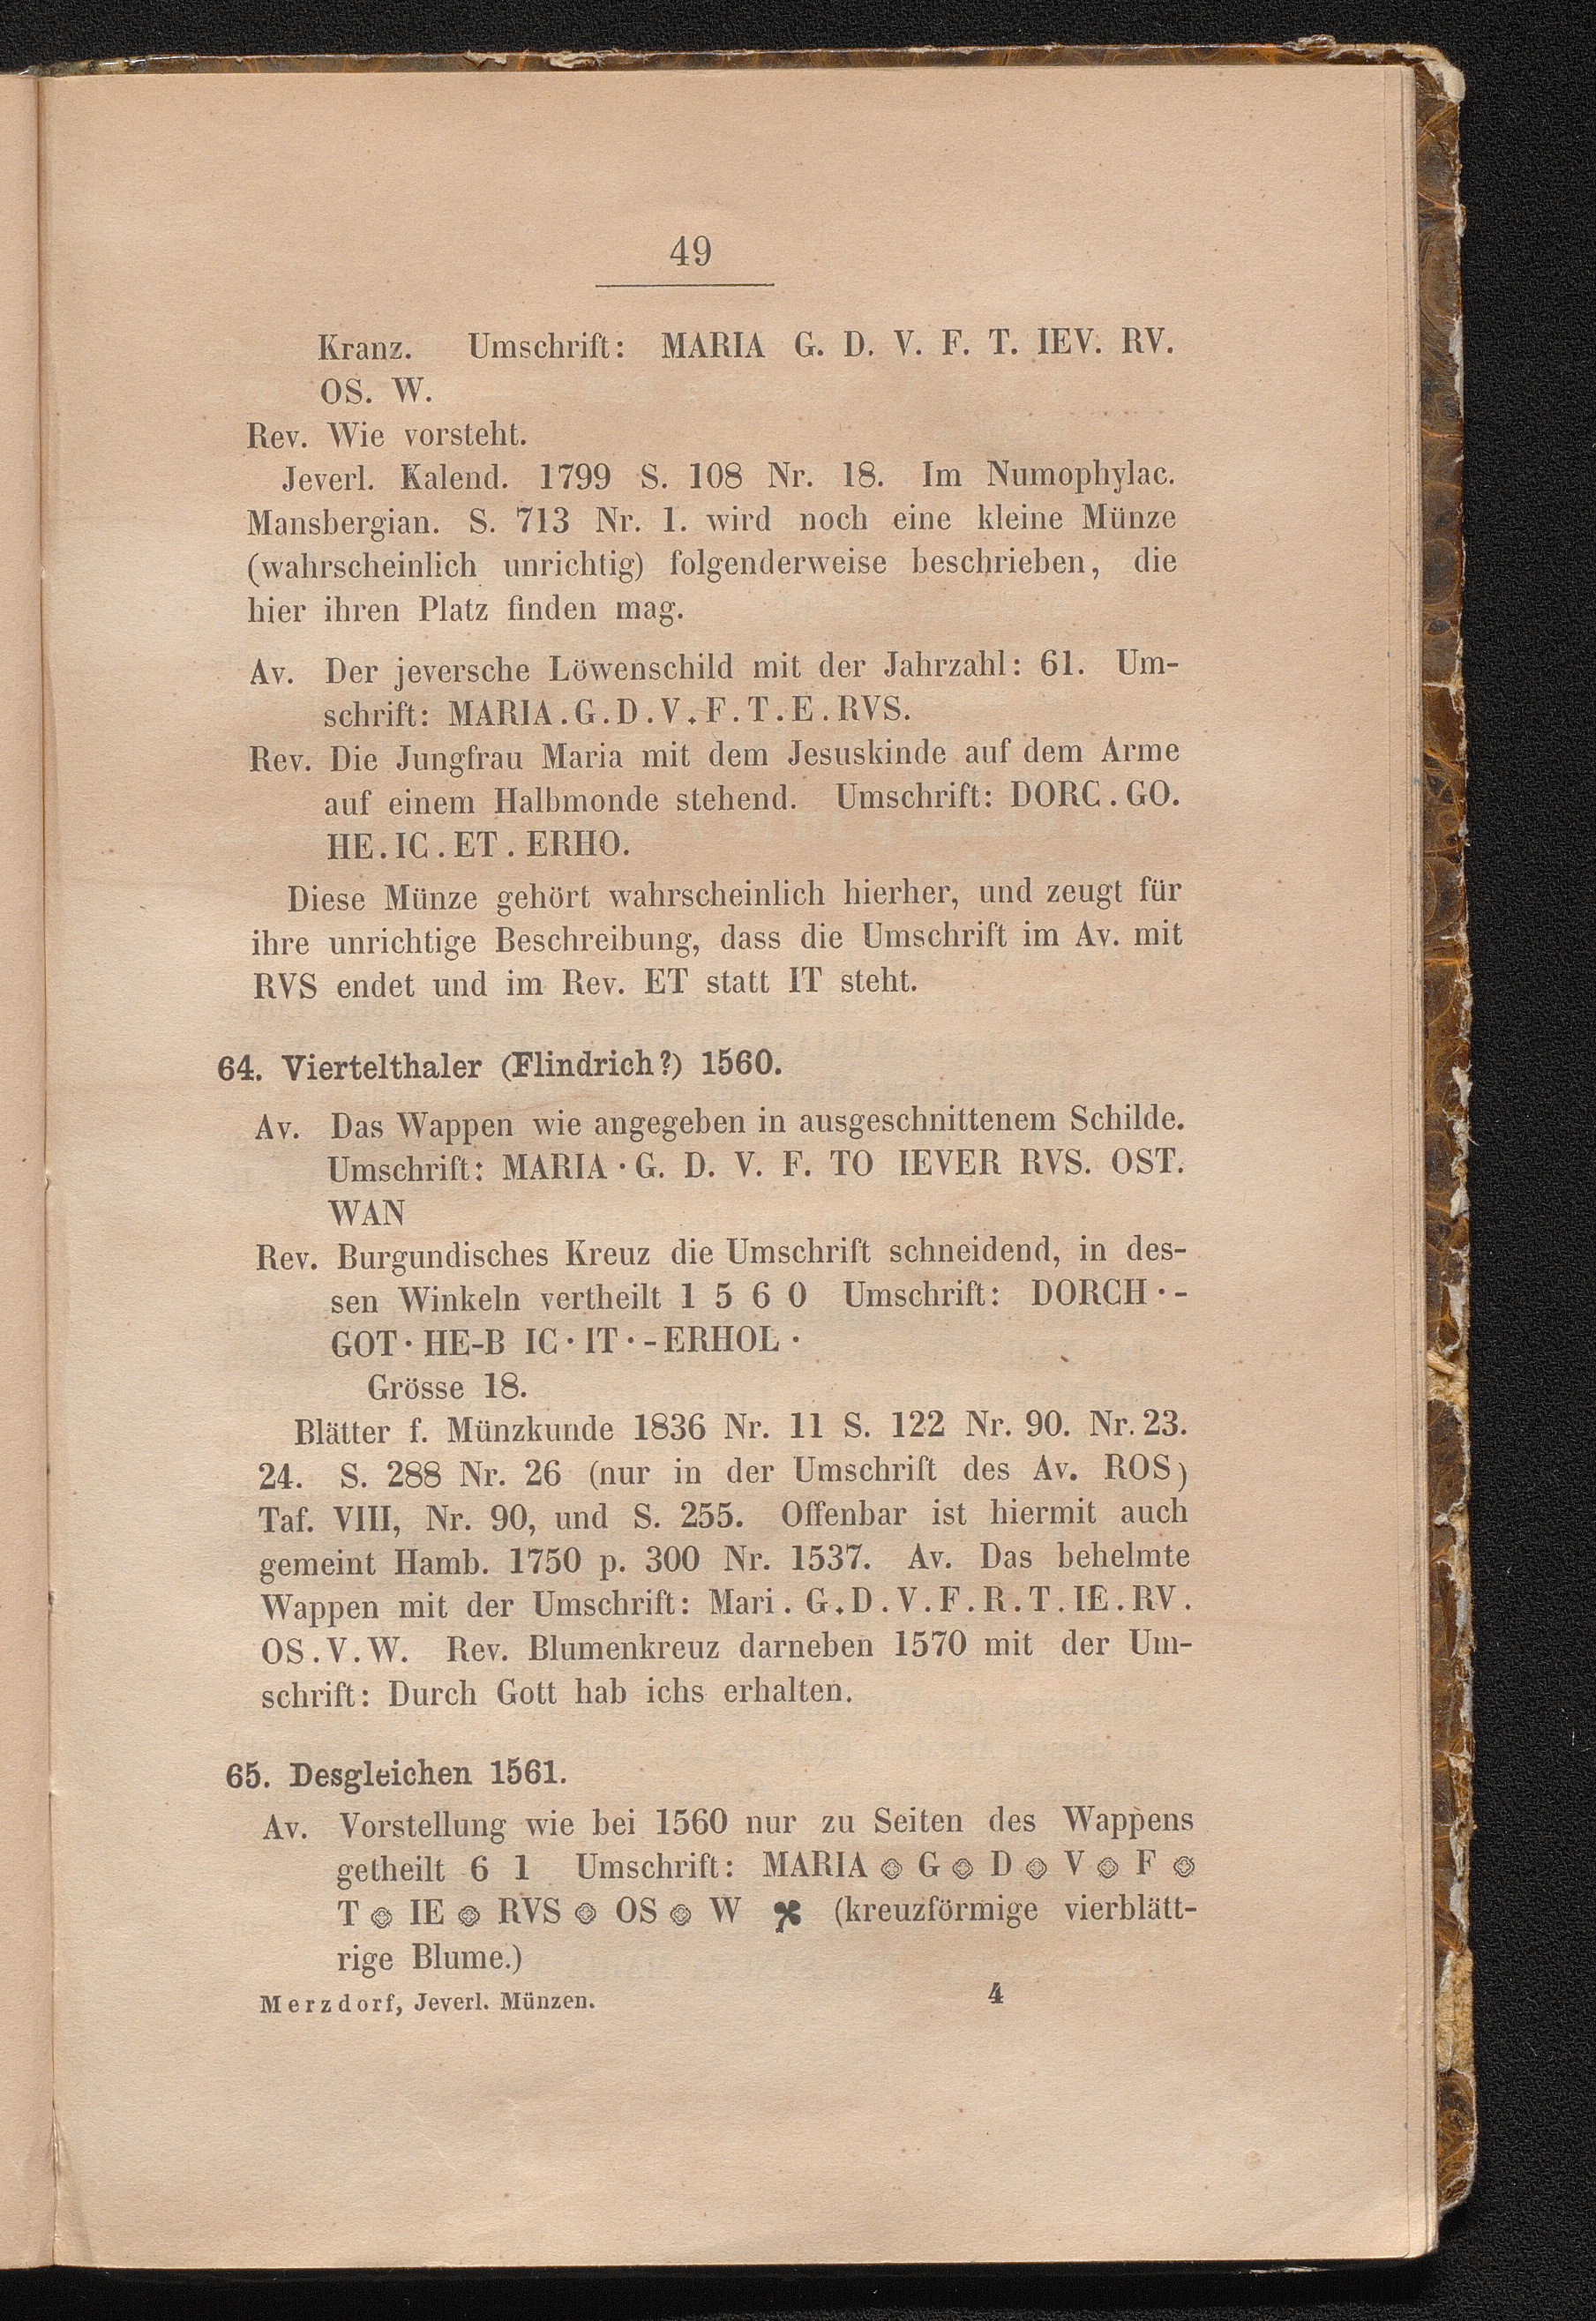 49
Kranz. Umschrift: MARIA G. D. V. F. T. IEV. RV.
OS. W.
Rev. Wie vorsteht.
Jeverl. Kalend. 1799 S. 108 Nr. 18. Im Numophylac.
Mansbergian. S. 713 Nr. 1. wird noch eine kleine Münze
(wahrscheinlich unrichtig) folgenderweise beschrieben, die
hier ihren Platz finden mag.
Av. Der jeversche Löwenschild mit der Jahrzahl: 61. Um-
schrift: MARIA.G.D.V.F.T.E.RVS.
Rev. Die Jungfrau Maria mit dem Jesuskinde auf dem Arme
auf einem Halbmonde stehend. Umschrift: DORC.GO.
HE.IC.ET.ERHO.
Diese Münze gehört wahrscheinlich hierher, und zeugt für
ihre unrichtige Beschreibung, dass die Umschrift im Av. mit
RVS endet und im Rev. ET statt IT steht.
64. Viertelthaler (Flindrich?) 1560.
Av. Das Wappen wie angegeben in ausgeschnittenem Schilde.
Umschrift: MARIA · G. D. V. F. TO IEVER RVS. OST.
WAN
Rev. Burgundisches Kreuz die Umschrift schneidend, in des-
sen Winkeln vertheilt 1 5 6 0 Umschrift: DORCH · -
GOT · HE-B IC · IT · - ERHOL ·
Grösse 18.
Blätter f. Münzkunde 1836 Nr. 11 S. 122 Nr. 90. Nr. 23.
24. S. 288 Nr. 26 (nur in der Umschrift des Av. ROS)
Taf. VIII, Nr. 90, und S. 255. Offenbar ist hiermit auch
gemeint Hamb. 1750 p. 300 Nr. 1537. Av. Das behelmte
Wappen mit der Umschrift: Mari. G.D.V.F.R.T.IE.RV.
OS.V.W. Rev. Blumenkreuz darneben 1570 mit der Um-
schrift: Durch Gott hab ichs erhalten.
65. Desgleichen 1561.
Av. Vorstellung wie bei 1560 nur zu Seiten des Wappens
getheilt 6 1 Umschrift: MARIA ⌾ G ⌾ D ⌾ V ⌾ F ⌾
T ⌾ IE ⌾ RVS ⌾ OS ⌾ W ✤ (kreuzförmige vierblätt-
rige Blume.)
Merzdorf, Jeverl. Münzen. 4